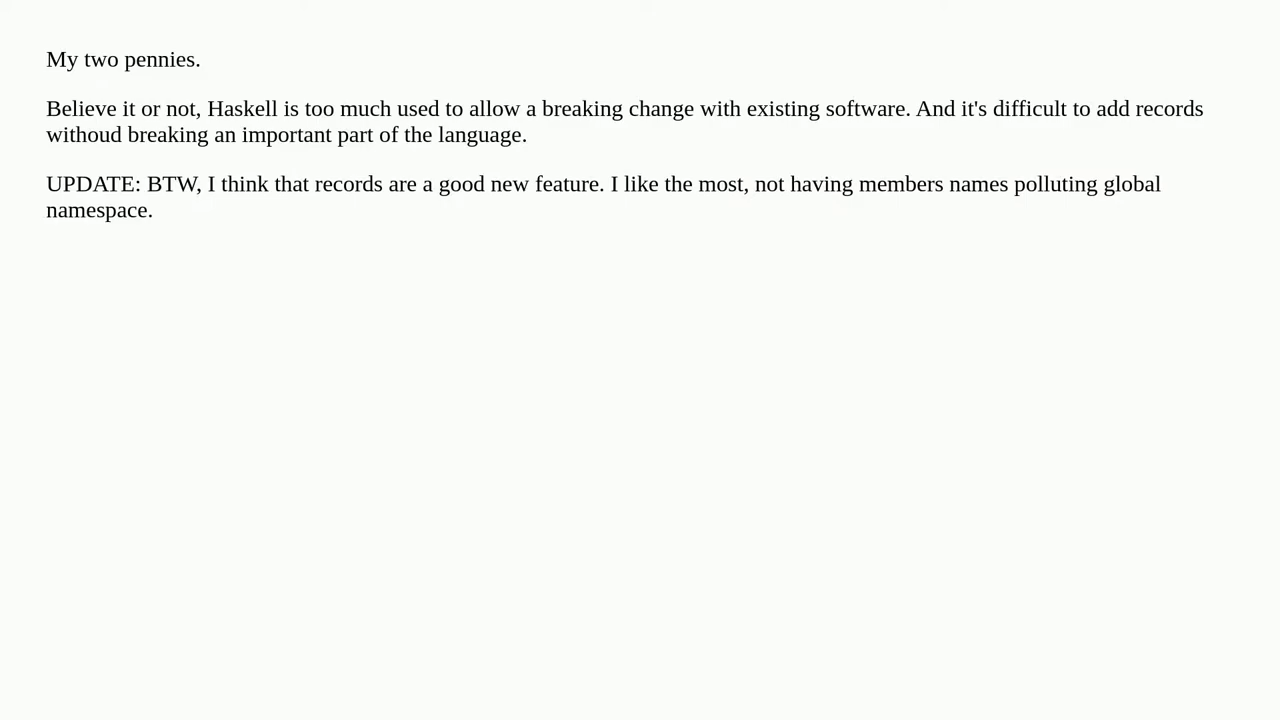 My two pennies.
Believe it or not, Haskell is too much used to allow a breaking change with existing software. And it's difficult to add records
withoud breaking an important part of the language.
UPDATE: BTW, I think that records are a good new feature. I like the most, not having members names polluting global
namespace.